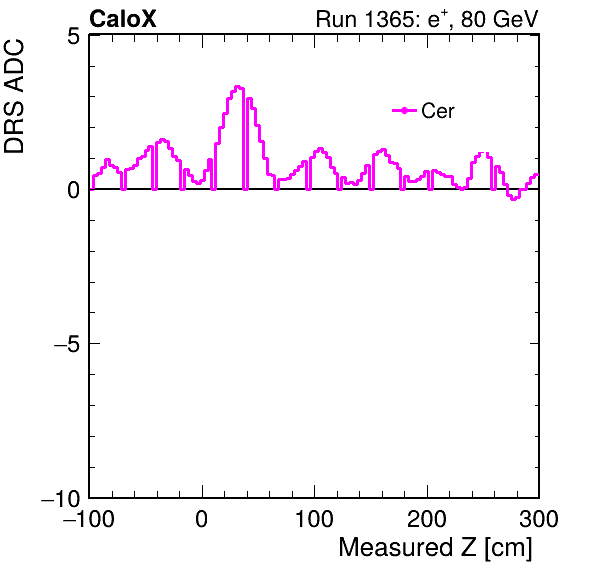 CaloX
Run 1365: e⁺, 80 GeV
DRS ADC
5
Cer
0
−5
−10
−100 0 100 200 300
Measured Z [cm]